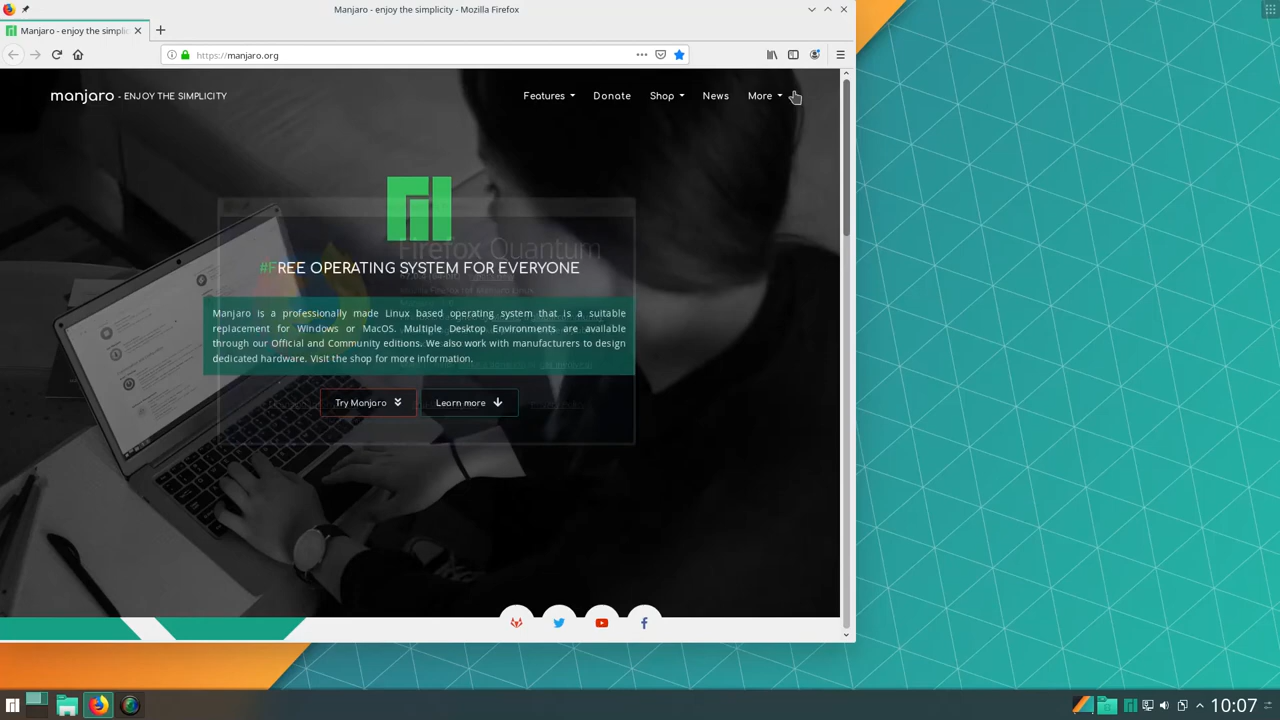 Manjaro - enjoy the simplicity - Mozilla Firefox
Manjaro - enjoy the simplic
https://manjaro.org
manjaro - ENJOY THE SIMPLICITY
Features
Donate
Shop
News
More
Firefox Quantum
#FREE OPERATING SYSTEM FOR EVERYONE
Manjaro is a professionally made Linux based operating system that is a suitable
replacement for Windows or MacOS. Multiple Desktop Environments are available
through our Official and Community editions. We also work with manufacturers to design
dedicated hardware. Visit the shop for more information.
Try Manjaro
Learn more
10:07